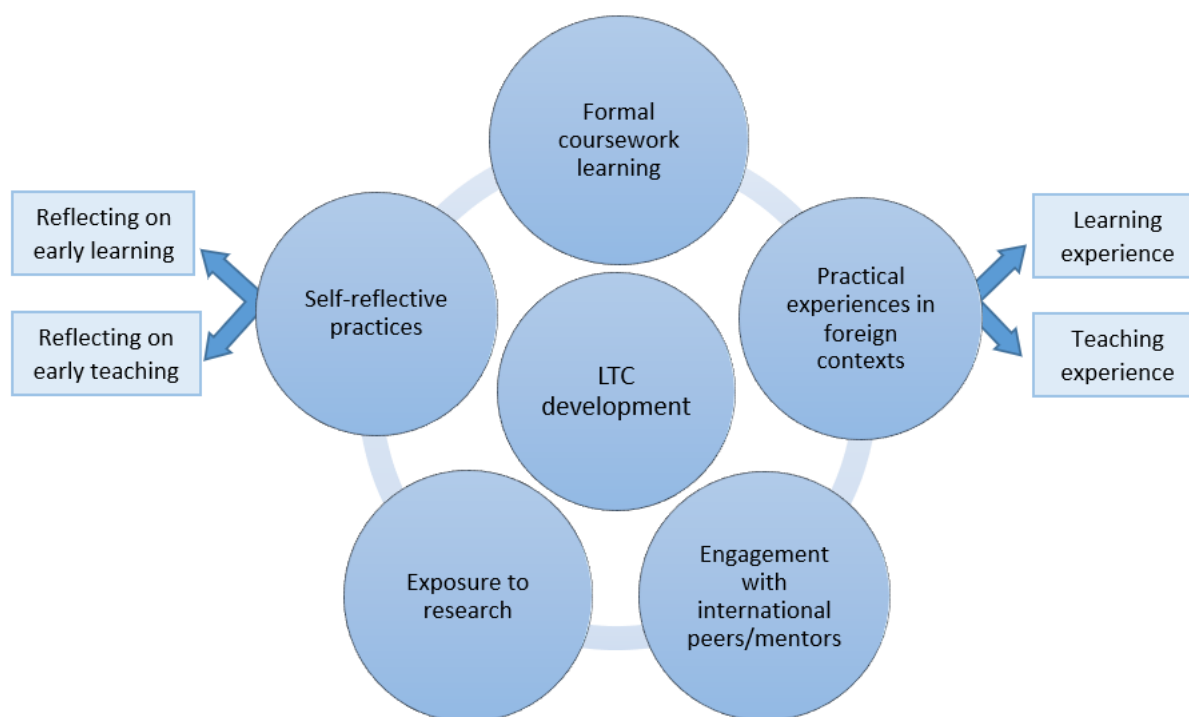 Formal
coursework
learning
Reflecting on
early learning
Reflecting on
early teaching
Self-reflective
practices
LTC
development
Practical
experiences in
foreign
contexts
Learning
experience
Teaching
experience
Exposure to
research
Engagement
with
international
peers/mentors